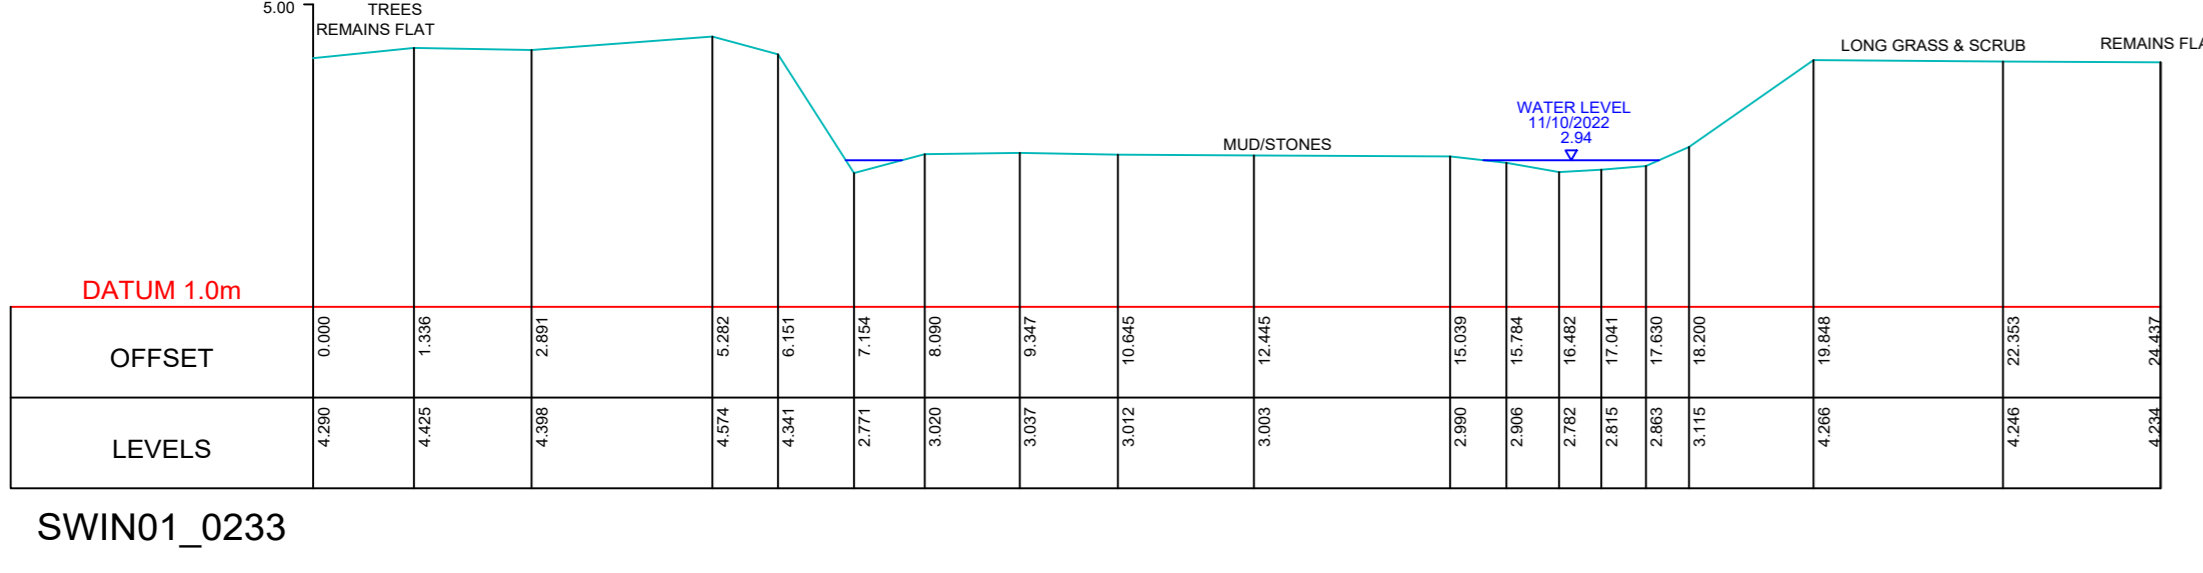 5.00
TREES
REMAINS FLAT
LONG GRASS & SCRUB
REMAINS FLA
WATER LEVEL
11/10/2022
2.94
MUD/STONES
DATUM 1.0m
OFFSET 0.000 1.336 2.891 5.282 6.151 7.154 8.090 9.347 10.645 12.445 15.039 15.784 16.482 17.041 17.630 18.200 19.848 22.353 24.437
LEVELS 4.290 4.425 4.398 4.574 4.341 2.771 3.020 3.037 3.012 3.003 2.990 2.906 2.782 2.815 2.863 3.115 4.266 4.246 4.234
SWIN01_0233